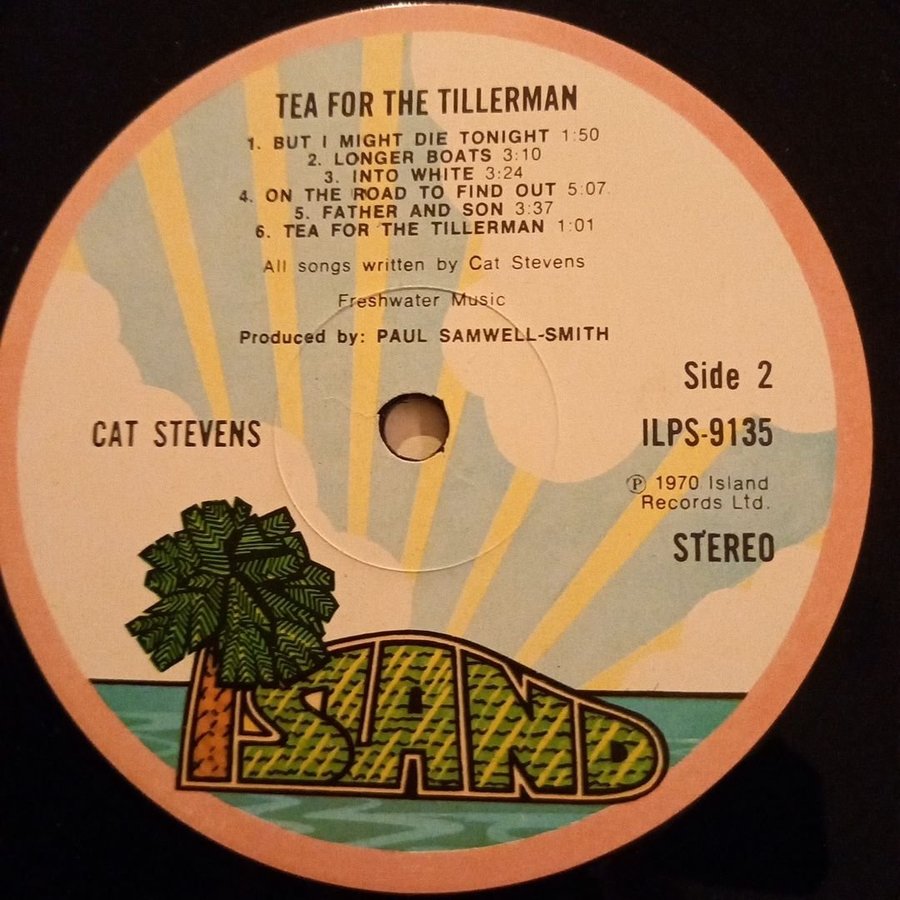 TEA FOR THE TILLERMAN
1. BUT I MIGHT DIE TONIGHT 1:50
2. LONGER BOATS 3:10
3. INTO WHITE 3:24
4. ON THE ROAD TO FIND OUT 5:07
5. FATHER AND SON 3:37
6. TEA FOR THE TILLERMAN 1:01
All songs written by Cat Stevens
Freshwater Music
Produced by: PAUL SAMWELL-SMITH
Side 2
CAT STEVENS
ILPS-9135
℗ 1970 Island
Records Ltd.
STEREO
ISLAND